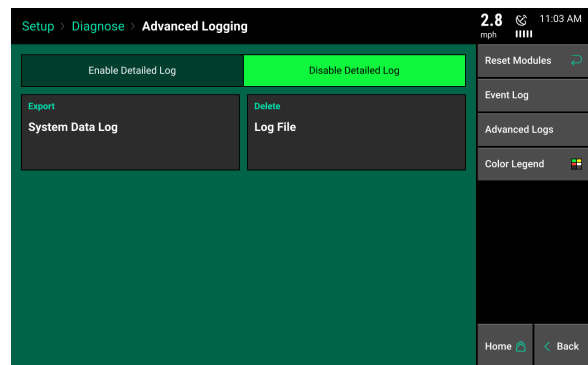 Setup > Diagnose > Advanced Logging
2.8
mph
11:03 AM
Enable Detailed Log
Disable Detailed Log
Export
System Data Log
Delete
Log File
Reset Modules
Event Log
Advanced Logs
Color Legend
Home
< Back